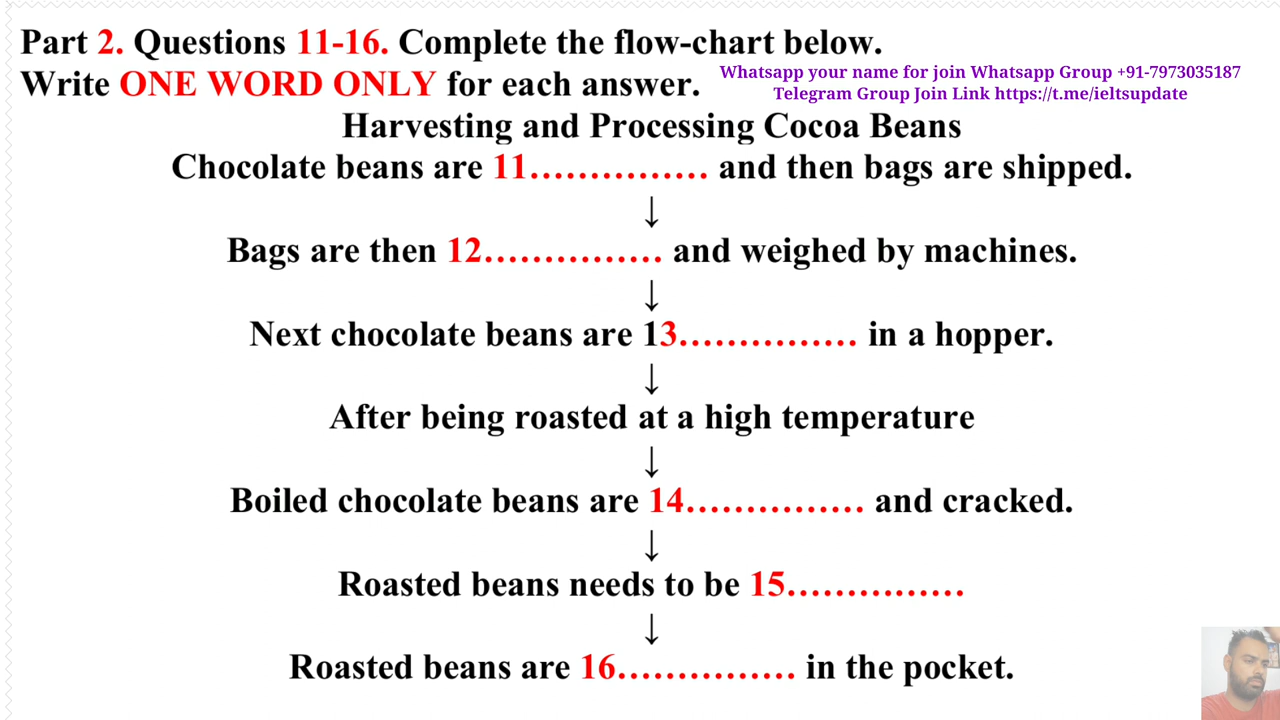 Part 2. Questions 11-16. Complete the flow-chart below.
Write ONE WORD ONLY for each answer.
Whatsapp your name for join Whatsapp Group +91-7973035187
Telegram Group Join Link https://t.me/ieltsupdate
Harvesting and Processing Cocoa Beans
Chocolate beans are 11…………… and then bags are shipped.
↓
Bags are then 12…………… and weighed by machines.
↓
Next chocolate beans are 13…………… in a hopper.
↓
After being roasted at a high temperature
↓
Boiled chocolate beans are 14…………… and cracked.
↓
Roasted beans needs to be 15……………
↓
Roasted beans are 16…………… in the pocket.